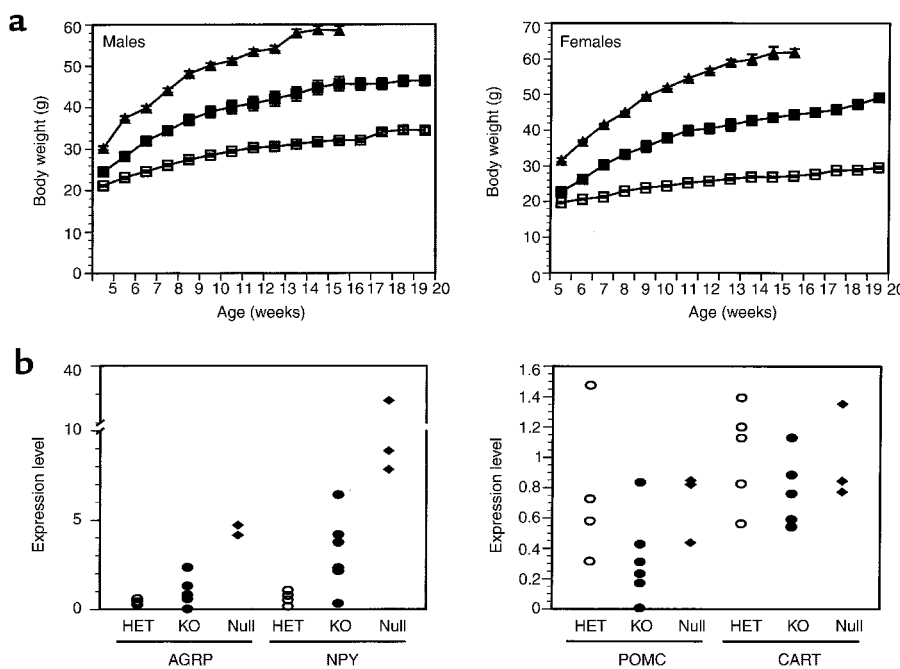 a
Males
Body weight (g)
60
50
40
30
20
10
0
5 6 7 8 9 10 11 12 13 14 15 16 17 18 19 20
Age (weeks)
Females
Body weight (g)
70
60
50
40
30
20
10
0
5 6 7 8 9 10 11 12 13 14 15 16 17 18 19 20
Age (weeks)
b
Expression level
40
10
5
0
HET KO Null HET KO Null
AGRP NPY
Expression level
1.6
1.4
1.2
1
0.8
0.6
0.4
0.2
0
HET KO Null HET KO Null
POMC CART